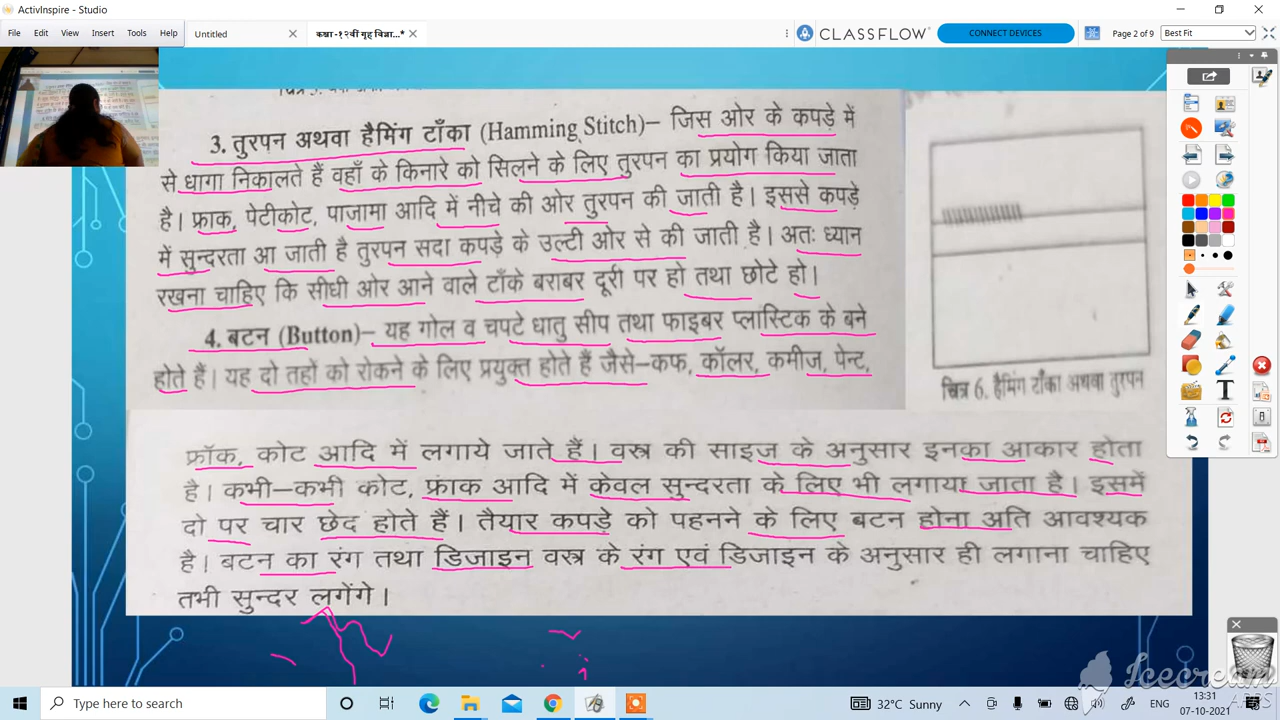 ActivInspire - Studio
File Edit View Insert Tools Help
Untitled
कक्षा-१२वीं गृह विज्ञा...*
CLASSFLOW
CONNECT DEVICES
Page 2 of 9
Best Fit
3. तुरपन अथवा हैमिंग टाँका (Hamming Stitch)– जिस ओर के कपड़े में
से धागा निकालते हैं वहाँ के किनारे को सिलने के लिए तुरपन का प्रयोग किया जाता
है। फ्राक, पेटीकोट, पाजामा आदि में नीचे की ओर तुरपन की जाती है। इससे कपड़े
में सुन्दरता आ जाती है तुरपन सदा कपड़े के उल्टी ओर से की जाती है। अतः ध्यान
रखना चाहिए कि सीधी ओर आने वाले टाँके बराबर दूरी पर हो तथा छोटे हो।
4. बटन (Button)– यह गोल व चपटे धातु सीप तथा फाइबर प्लास्टिक के बने
होते हैं। यह दो तहों को रोकने के लिए प्रयुक्त होते हैं जैसे–कफ, कॉलर, कमीज, पेन्ट,
चित्र 6. हैमिंग टाँका अथवा तुरपन
फ्रॉक, कोट आदि में लगाये जाते हैं। वस्त्र की साइज के अनुसार इनका आकार होता
है। कभी–कभी कोट, फ्राक आदि में केवल सुन्दरता के लिए भी लगाया जाता है। इसमें
दो पर चार छेद होते हैं। तैयार कपड़े को पहनने के लिए बटन होना अति आवश्यक
है। बटन का रंग तथा डिजाइन वस्त्र के रंग एवं डिजाइन के अनुसार ही लगाना चाहिए
तभी सुन्दर लगेंगे।
Icecream
APPS
Type here to search
32°C Sunny
ENG
13:31
07-10-2021